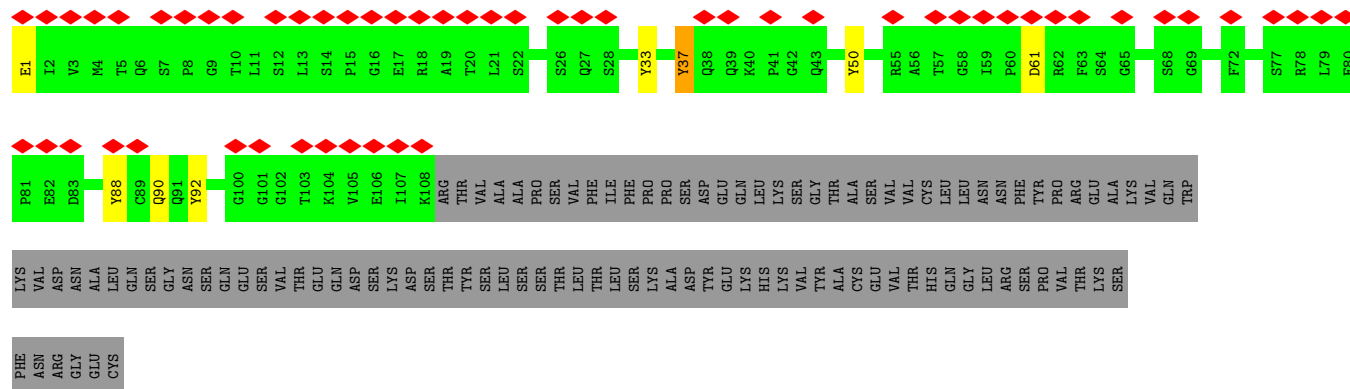 E1 I2 V3 M4 T5 Q6 S7 P8 G9 T10 L11 S12 L13 S14 P15 G16 E17 R18 A19 T20 L21 S22 S26 Q27 S28 Y33 Y37 Q38 Q39 K40 P41 G42 Q43 Y50 R55 A56 T57 G58 I59 P60 D61 R62 F63 S64 G65 S68 G69 F72 S77 R78 L79 E80
P81 E82 D83 Y88 C89 Q90 Q91 Y92 G100 G101 G102 T103 K104 V105 E106 I107 K108 ARG THR VAL ALA ALA PRO SER VAL PHE ILE PHE PRO PRO SER ASP GLU GLN LEU LYS SER GLY THR ALA SER VAL VAL CYS LEU LEU ASN ASN PHE TYR PRO ARG GLU ALA LYS VAL GLN TRP
LYS VAL ASP ASN ALA LEU GLN SER GLY ASN SER GLN GLU SER VAL THR GLU GLN ASP SER LYS ASP SER THR TYR SER LEU SER SER THR LEU THR LEU SER LYS ALA ASP TYR GLU LYS HIS LYS VAL TYR ALA CYS GLU VAL THR HIS GLN GLY LEU ARG SER PRO VAL THR LYS SER
PHE ASN ARG GLY GLU CYS